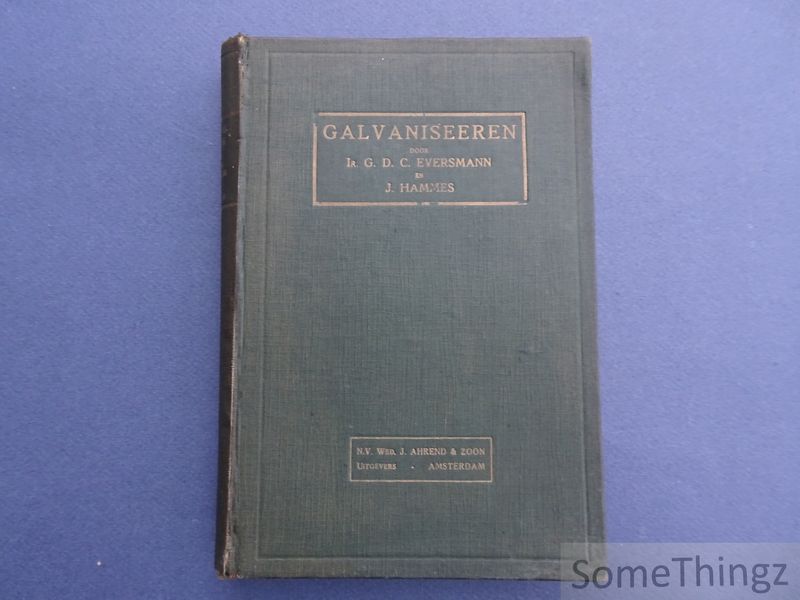 GALVANISEEREN
DOOR
IR. G. D. C. EVERSMANN
EN
J. HAMMES
N.V. WED. J. AHREND & ZOON
UITGEVERS - AMSTERDAM
SomeThingz